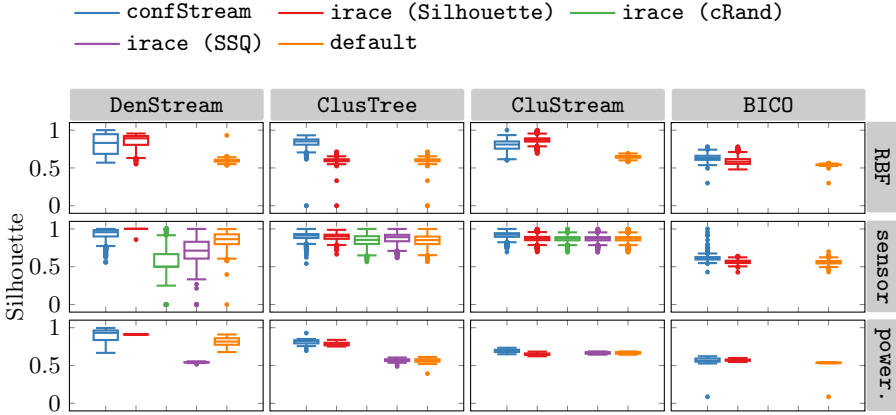 confStream irace (Silhouette) irace (cRand)
irace (SSQ) default
DenStream ClusTree CluStream BICO
1
0.5
0
RBF
1
0.5
0
sensor
1
0.5
0
power.
Silhouette